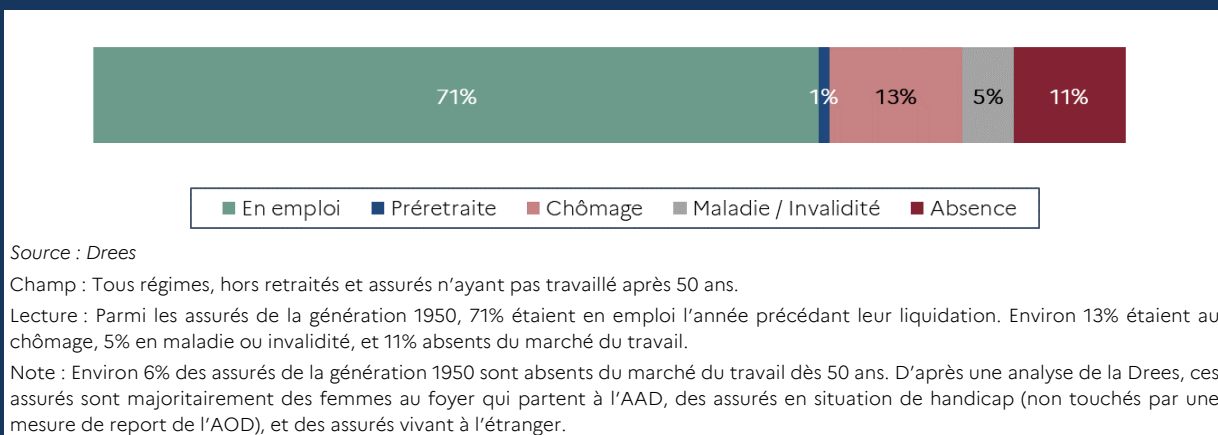 71% 1% 13% 5% 11%
En emploi Préretraite Chômage Maladie / Invalidité Absence
Source : Drees
Champ : Tous régimes, hors retraités et assurés n’ayant pas travaillé après 50 ans.
Lecture : Parmi les assurés de la génération 1950, 71% étaient en emploi l’année précédant leur liquidation. Environ 13% étaient au
chômage, 5% en maladie ou invalidité, et 11% absents du marché du travail.
Note : Environ 6% des assurés de la génération 1950 sont absents du marché du travail dès 50 ans. D’après une analyse de la Drees, ces
assurés sont majoritairement des femmes au foyer qui partent à l’AAD, des assurés en situation de handicap (non touchés par une
mesure de report de l’AOD), et des assurés vivant à l’étranger.